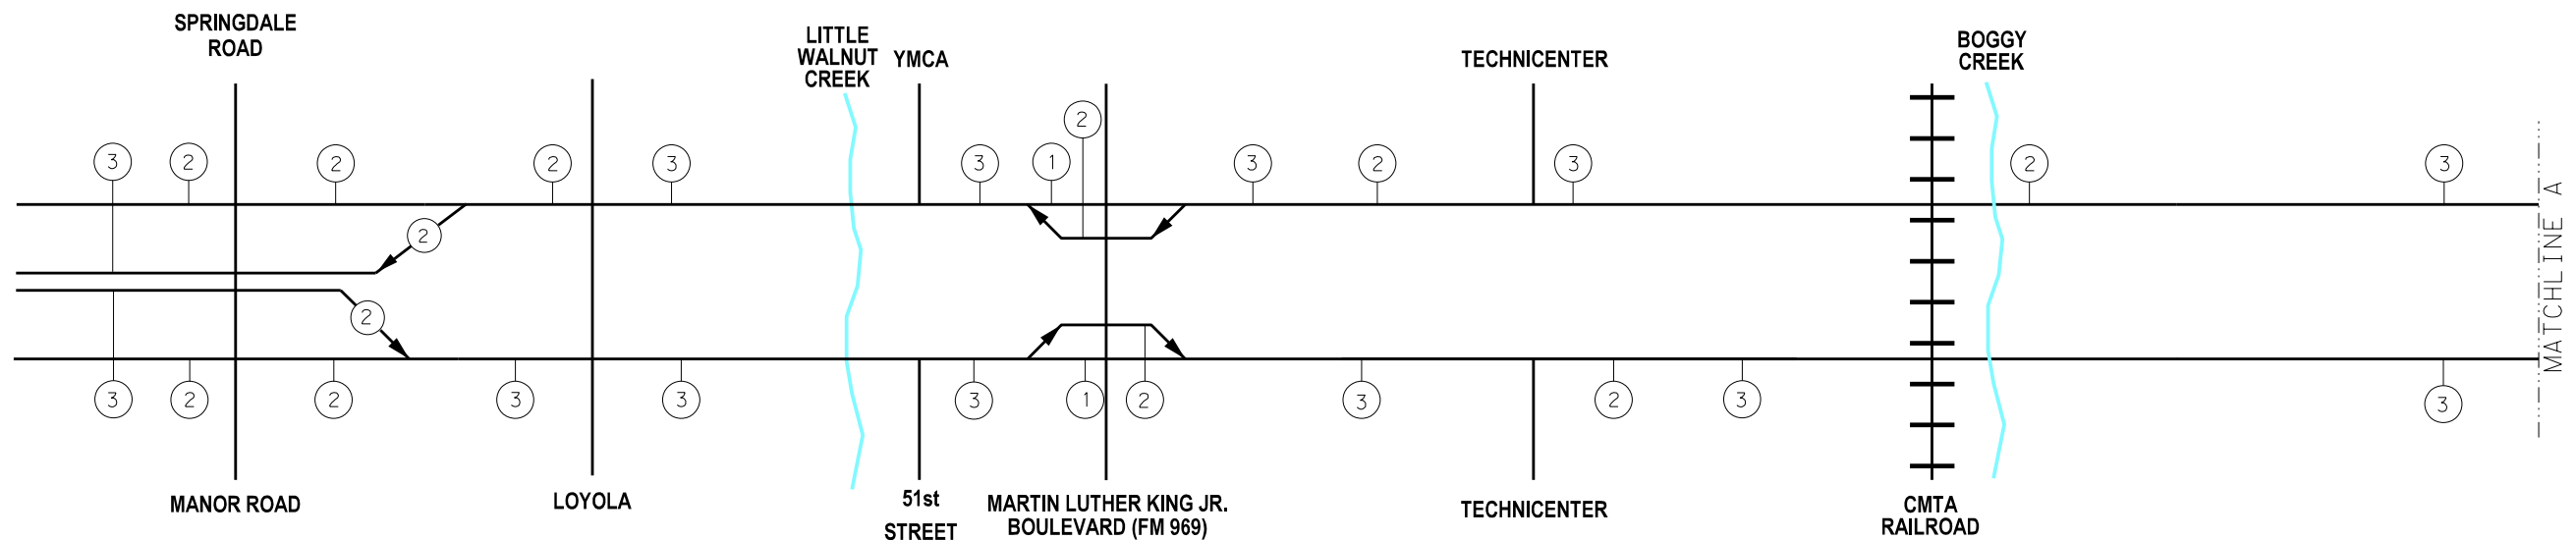 SPRINGDALE
ROAD
LITTLE
WALNUT
CREEK
YMCA
TECHNICENTER
BOGGY
CREEK
2
3
2
2
2
3
3
1
3
2
3
2
3
2
2
MATCHLINE A
3
2
2
3
3
3
1
2
3
2
3
3
MANOR ROAD
LOYOLA
51st
STREET
MARTIN LUTHER KING JR.
BOULEVARD (FM 969)
TECHNICENTER
CMTA
RAILROAD